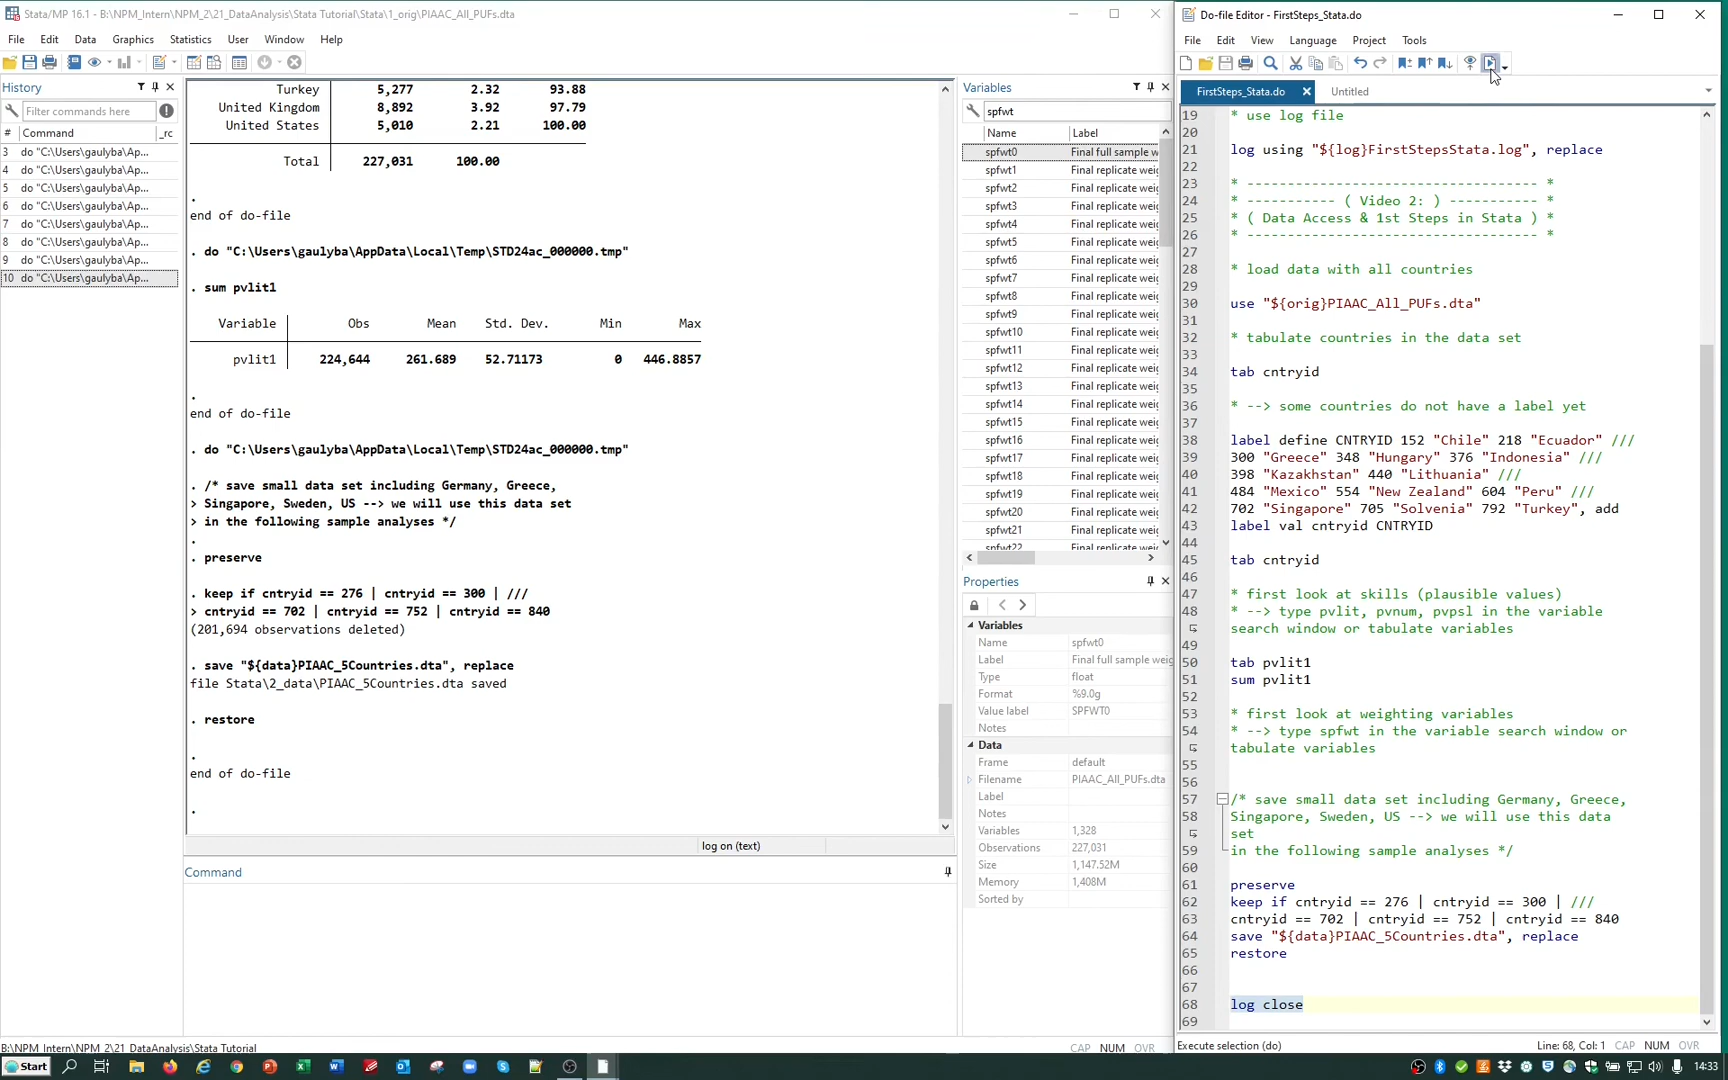 Stata/MP 16.1 - B:\NPM_Intern\NPM_2\21_DataAnalysis\Stata Tutorial\Stata\1_orig\PIAAC_All_PUFs.dta
File Edit Data Graphics Statistics User Window Help
History
Filter commands here
# Command _rc
3 do "C:\Users\gaulyba\Ap...
4 do "C:\Users\gaulyba\Ap...
5 do "C:\Users\gaulyba\Ap...
6 do "C:\Users\gaulyba\Ap...
7 do "C:\Users\gaulyba\Ap...
8 do "C:\Users\gaulyba\Ap...
9 do "C:\Users\gaulyba\Ap...
10 do "C:\Users\gaulyba\Ap...
Turkey 5,277 2.32 93.88
United Kingdom 8,892 3.92 97.79
United States 5,010 2.21 100.00
Total 227,031 100.00
.
end of do-file
. do "C:\Users\gaulyba\AppData\Local\Temp\STD24ac_000000.tmp"
. sum pvlit1
Variable Obs Mean Std. Dev. Min Max
pvlit1 224,644 261.689 52.71173 0 446.8857
.
end of do-file
. do "C:\Users\gaulyba\AppData\Local\Temp\STD24ac_000000.tmp"
. /* save small data set including Germany, Greece,
> Singapore, Sweden, US --> we will use this data set
> in the following sample analyses */
.
. preserve
. keep if cntryid == 276 | cntryid == 300 | ///
> cntryid == 702 | cntryid == 752 | cntryid == 840
(201,694 observations deleted)
. save "${data}PIAAC_5Countries.dta", replace
file Stata\2_data\PIAAC_5Countries.dta saved
. restore
.
end of do-file
.
log on (text)
Command
Variables
spfwt
Name Label
spfwt0 Final full sample w
spfwt1 Final replicate weig
spfwt2 Final replicate weig
spfwt3 Final replicate weig
spfwt4 Final replicate weig
spfwt5 Final replicate weig
spfwt6 Final replicate weig
spfwt7 Final replicate weig
spfwt8 Final replicate weig
spfwt9 Final replicate weig
spfwt10 Final replicate weig
spfwt11 Final replicate weig
spfwt12 Final replicate weig
spfwt13 Final replicate weig
spfwt14 Final replicate weig
spfwt15 Final replicate weig
spfwt16 Final replicate weig
spfwt17 Final replicate weig
spfwt18 Final replicate weig
spfwt19 Final replicate weig
spfwt20 Final replicate weig
spfwt21 Final replicate weig
spfwt22 Final replicate weig
Properties
Variables
Name spfwt0
Label Final full sample weig
Type float
Format %9.0g
Value label SPFWT0
Notes
Data
Frame default
Filename PIAAC_All_PUFs.dta
Label
Notes
Variables 1,328
Observations 227,031
Size 1,147.52M
Memory 1,408M
Sorted by
B:\NPM_Intern\NPM_2\21_DataAnalysis\Stata Tutorial
CAP NUM OVR
Do-file Editor - FirstSteps_Stata.do
File Edit View Language Project Tools
FirstSteps_Stata.do Untitled
19 * use log file
20
21 log using "${log}FirstStepsStata.log", replace
22
23 * ----------------------------------- *
24 * ----------- ( Video 2: ) ---------- *
25 * ( Data Access & 1st Steps in Stata ) *
26 * ----------------------------------- *
27
28 * load data with all countries
29
30 use "${orig}PIAAC_All_PUFs.dta"
31
32 * tabulate countries in the data set
33
34 tab cntryid
35
36 * --> some countries do not have a label yet
37
38 label define CNTRYID 152 "Chile" 218 "Ecuador" ///
39 300 "Greece" 348 "Hungary" 376 "Indonesia" ///
40 398 "Kazakhstan" 440 "Lithuania" ///
41 484 "Mexico" 554 "New Zealand" 604 "Peru" ///
42 702 "Singapore" 705 "Solvenia" 792 "Turkey", add
43 label val cntryid CNTRYID
44
45 tab cntryid
46
47 * first look at skills (plausible values)
48 * --> type pvlit, pvnum, pvpsl in the variable
search window or tabulate variables
49
50 tab pvlit1
51 sum pvlit1
52
53 * first look at weighting variables
54 * --> type spfwt in the variable search window or
tabulate variables
55
56
57 /* save small data set including Germany, Greece,
58 Singapore, Sweden, US --> we will use this data
set
59 in the following sample analyses */
60
61 preserve
62 keep if cntryid == 276 | cntryid == 300 | ///
63 cntryid == 702 | cntryid == 752 | cntryid == 840
64 save "${data}PIAAC_5Countries.dta", replace
65 restore
66
67
68 log close
69
Execute selection (do) Line: 68, Col: 1 CAP NUM OVR
Start 14:33